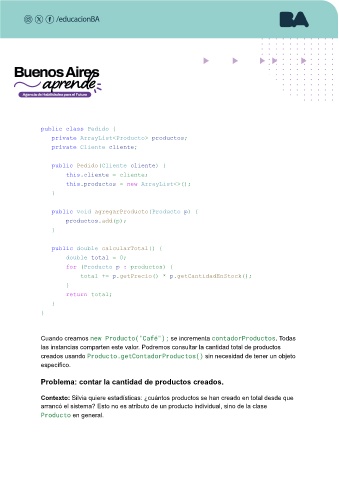 /educacionBA
BA
Buenos Aires
aprende
Agencia de Habilidades para el Futuro
public class Pedido {
private ArrayList<Producto> productos;
private Cliente cliente;
public Pedido(Cliente cliente) {
this.cliente = cliente;
this.productos = new ArrayList<>();
}
public void agregarProducto(Producto p) {
productos.add(p);
}
public double calcularTotal() {
double total = 0;
for (Producto p : productos) {
total += p.getPrecio() * p.getCantidadEnStock();
}
return total;
}
}
Cuando creamos new Producto("Café"); se incrementa contadorProductos. Todas
las instancias comparten este valor. Podremos consultar la cantidad total de productos
creados usando Producto.getContadorProductos() sin necesidad de tener un objeto
específico.
Problema: contar la cantidad de productos creados.
Contexto: Silvia quiere estadísticas: ¿cuántos productos se han creado en total desde que
arrancó el sistema? Esto no es atributo de un producto individual, sino de la clase
Producto en general.